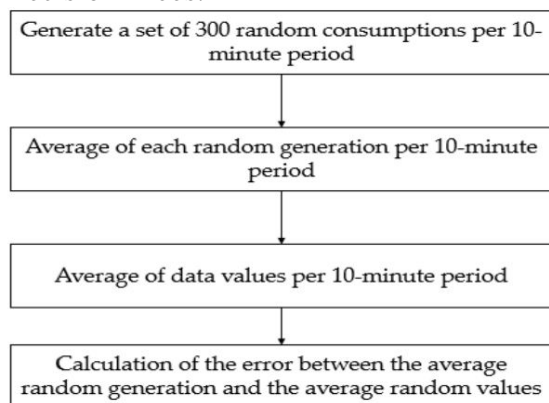 Generate a set of 300 random consumptions per 10-
minute period
Average of each random generation per 10-minute
period
Average of data values per 10-minute period
Calculation of the error between the average
random generation and the average random values